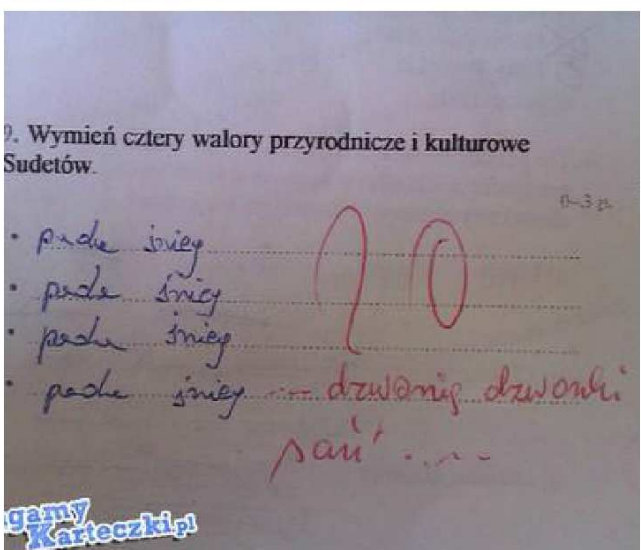 9. Wymień cztery walory przyrodnicze i kulturowe
Sudetów.
0-3 p.
• pada śnieg
• pada śnieg
• pada śnieg
• pada śnieg ... dzwonią dzwonki
sań ....
0
gamy
Karteczki.pl